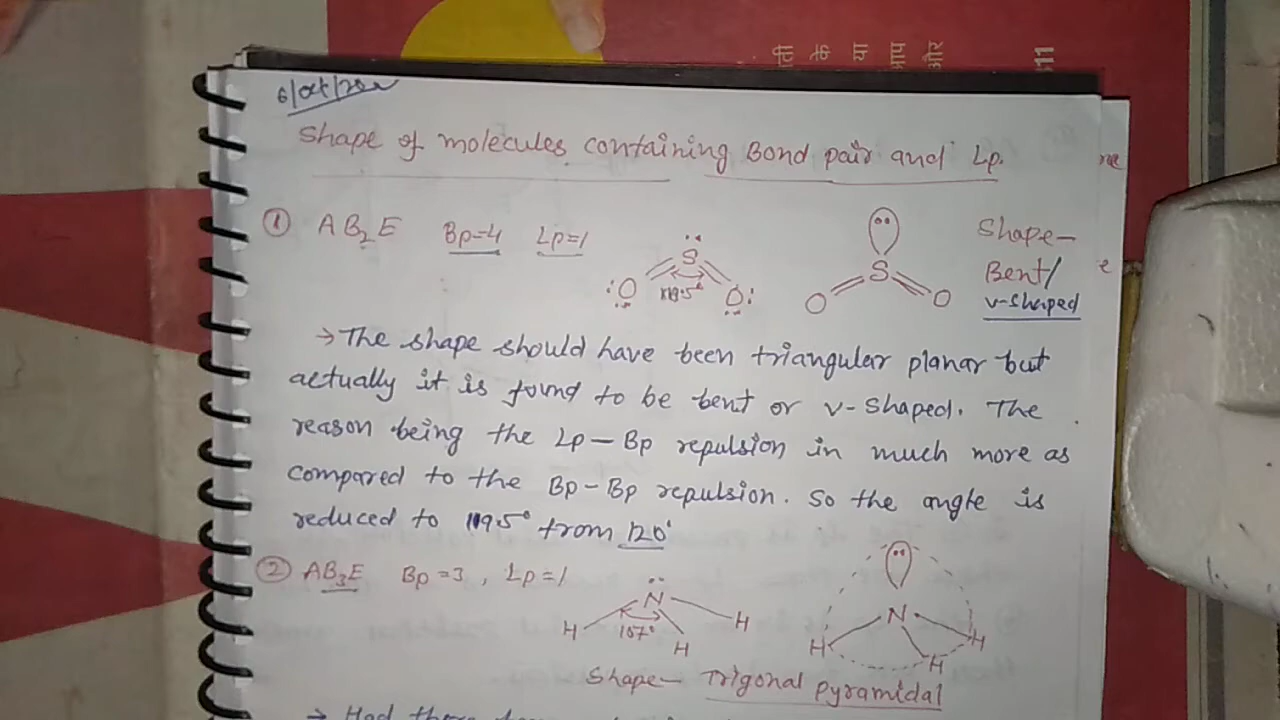 ती
के
या
आप
और
311
6/oct/20
Shape of molecules containing Bond pair and Lp.
① AB₂E Bp=4 Lp=1
S
:O
O:
119.5°
S
O
O
Shape-
Bent/
v-shaped
→ The shape should have been triangular planar but
actually it is found to be bent or v-shaped. The
reason being the Lp-Bp repulsion in much more as
compared to the Bp-Bp repulsion. So the angle is
reduced to 119.5° from 120°
② AB₃E Bp=3, Lp=1
N
107°
H
H
H
N
H
H
H
Shape- Trigonal pyramidal
→ Had